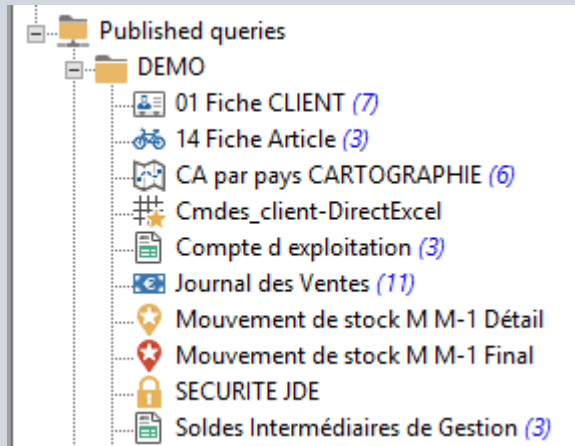 Published queries
DEMO
01 Fiche CLIENT (7)
14 Fiche Article (3)
CA par pays CARTOGRAPHIE (6)
Cmdes_client-DirectExcel
Compte d exploitation (3)
Journal des Ventes (11)
Mouvement de stock M M-1 Détail
Mouvement de stock M M-1 Final
SECURITE JDE
Soldes Intermédiaires de Gestion (3)